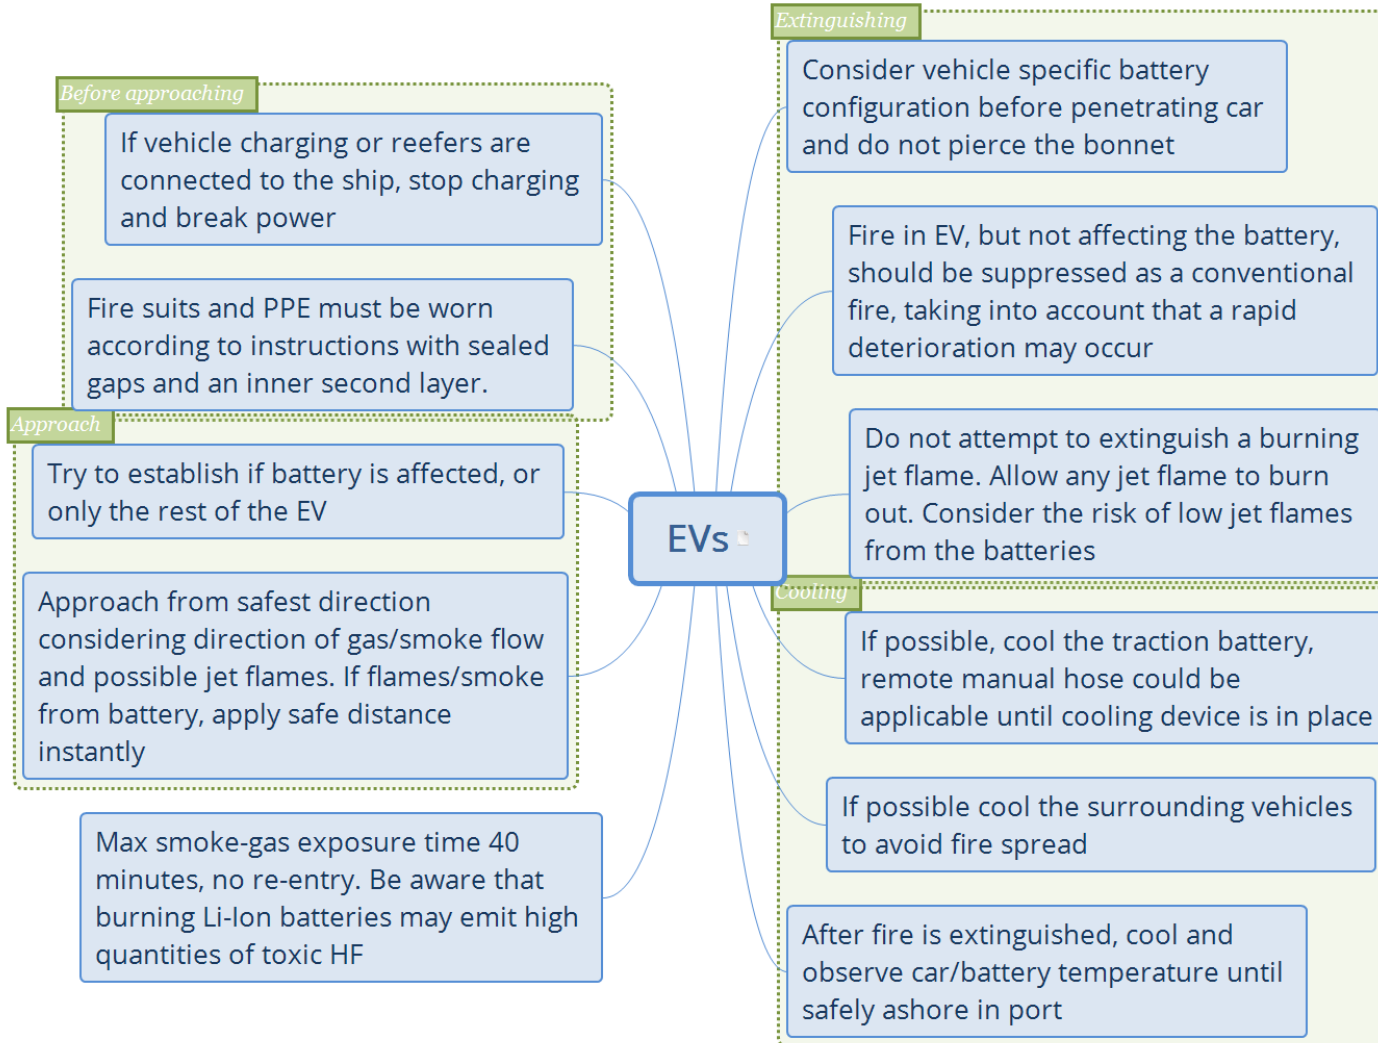 Before approaching
If vehicle charging or reefers are
connected to the ship, stop charging
and break power
Fire suits and PPE must be worn
according to instructions with sealed
gaps and an inner second layer.
Approach
Try to establish if battery is affected, or
only the rest of the EV
Approach from safest direction
considering direction of gas/smoke flow
and possible jet flames. If flames/smoke
from battery, apply safe distance
instantly
Max smoke-gas exposure time 40
minutes, no re-entry. Be aware that
burning Li-Ion batteries may emit high
quantities of toxic HF
EVs
Extinguishing
Consider vehicle specific battery
configuration before penetrating car
and do not pierce the bonnet
Fire in EV, but not affecting the battery,
should be suppressed as a conventional
fire, taking into account that a rapid
deterioration may occur
Do not attempt to extinguish a burning
jet flame. Allow any jet flame to burn
out. Consider the risk of low jet flames
from the batteries
Cooling
If possible, cool the traction battery,
remote manual hose could be
applicable until cooling device is in place
If possible cool the surrounding vehicles
to avoid fire spread
After fire is extinguished, cool and
observe car/battery temperature until
safely ashore in port